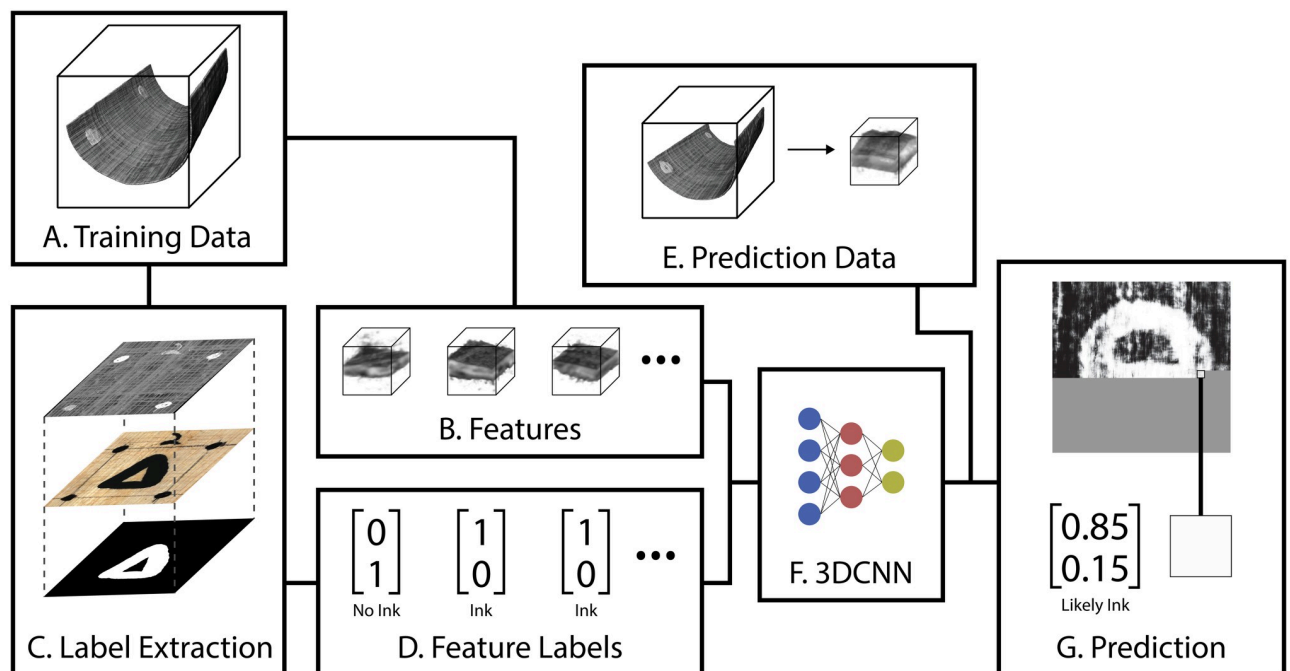 A. Training Data
E. Prediction Data
B. Features
C. Label Extraction
0
1
No Ink
1
0
Ink
1
0
Ink
D. Feature Labels
F. 3DCNN
0.85
0.15
Likely Ink
G. Prediction